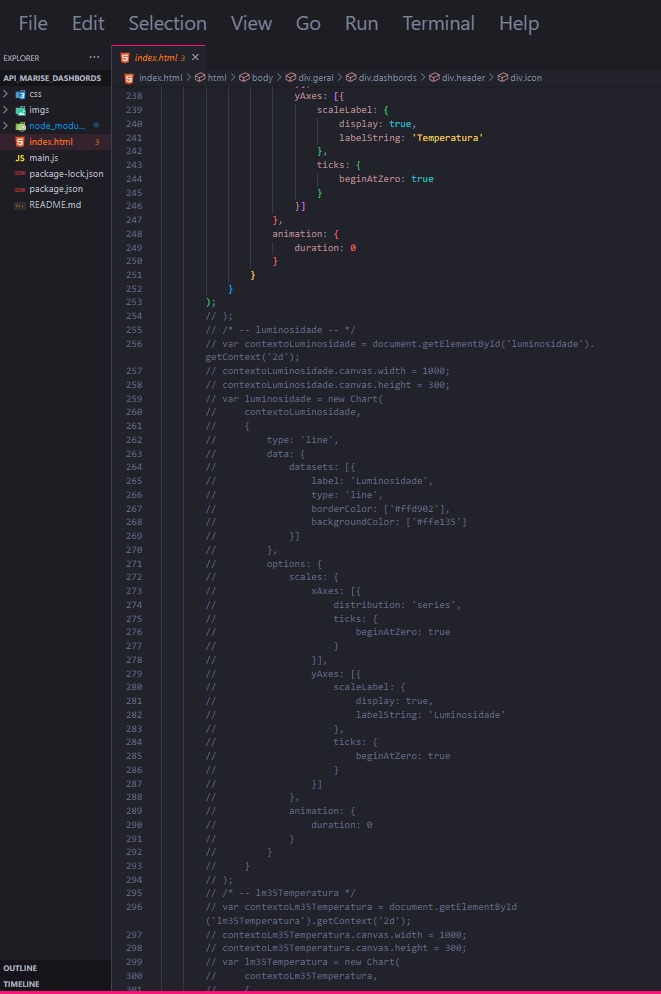 File Edit Selection View Go Run Terminal Help
EXPLORER ···
index.html 3 ×
API_MARISE_DASHBORDS
index.html > html > body > div.geral > div.dashbords > div.header > div.icon
css
imgs
node_modu...
index.html 3
main.js
package-lock.json
package.json
README.md
238 yAxes: [{
239 scaleLabel: {
240 display: true,
241 labelString: 'Temperatura'
242 },
243 ticks: {
244 beginAtZero: true
245 }
246 }]
247 },
248 animation: {
249 duration: 0
250 }
251 }
252 }
253 );
254 // );
255 // /* -- luminosidade -- */
256 // var contextoLuminosidade = document.getElementById('luminosidade').
getContext('2d');
257 // contextoLuminosidade.canvas.width = 1000;
258 // contextoLuminosidade.canvas.height = 300;
259 // var luminosidade = new Chart(
260 // contextoLuminosidade,
261 // {
262 // type: 'line',
263 // data: {
264 // datasets: [{
265 // label: 'Luminosidade',
266 // type: 'line',
267 // borderColor: ['#ffd902'],
268 // backgroundColor: ['#ffe135']
269 // }]
270 // },
271 // options: {
272 // scales: {
273 // xAxes: [{
274 // distribution: 'series',
275 // ticks: {
276 // beginAtZero: true
277 // }
278 // }],
279 // yAxes: [{
280 // scaleLabel: {
281 // display: true,
282 // labelString: 'Luminosidade'
283 // },
284 // ticks: {
285 // beginAtZero: true
286 // }
287 // }]
288 // },
289 // animation: {
290 // duration: 0
291 // }
292 // }
293 // }
294 // );
295 // /* -- lm35Temperatura */
296 // var contextoLm35Temperatura = document.getElementById
('lm35Temperatura').getContext('2d');
297 // contextoLm35Temperatura.canvas.width = 1000;
298 // contextoLm35Temperatura.canvas.height = 300;
299 // var lm35Temperatura = new Chart(
300 // contextoLm35Temperatura,
301 // {
OUTLINE
TIMELINE